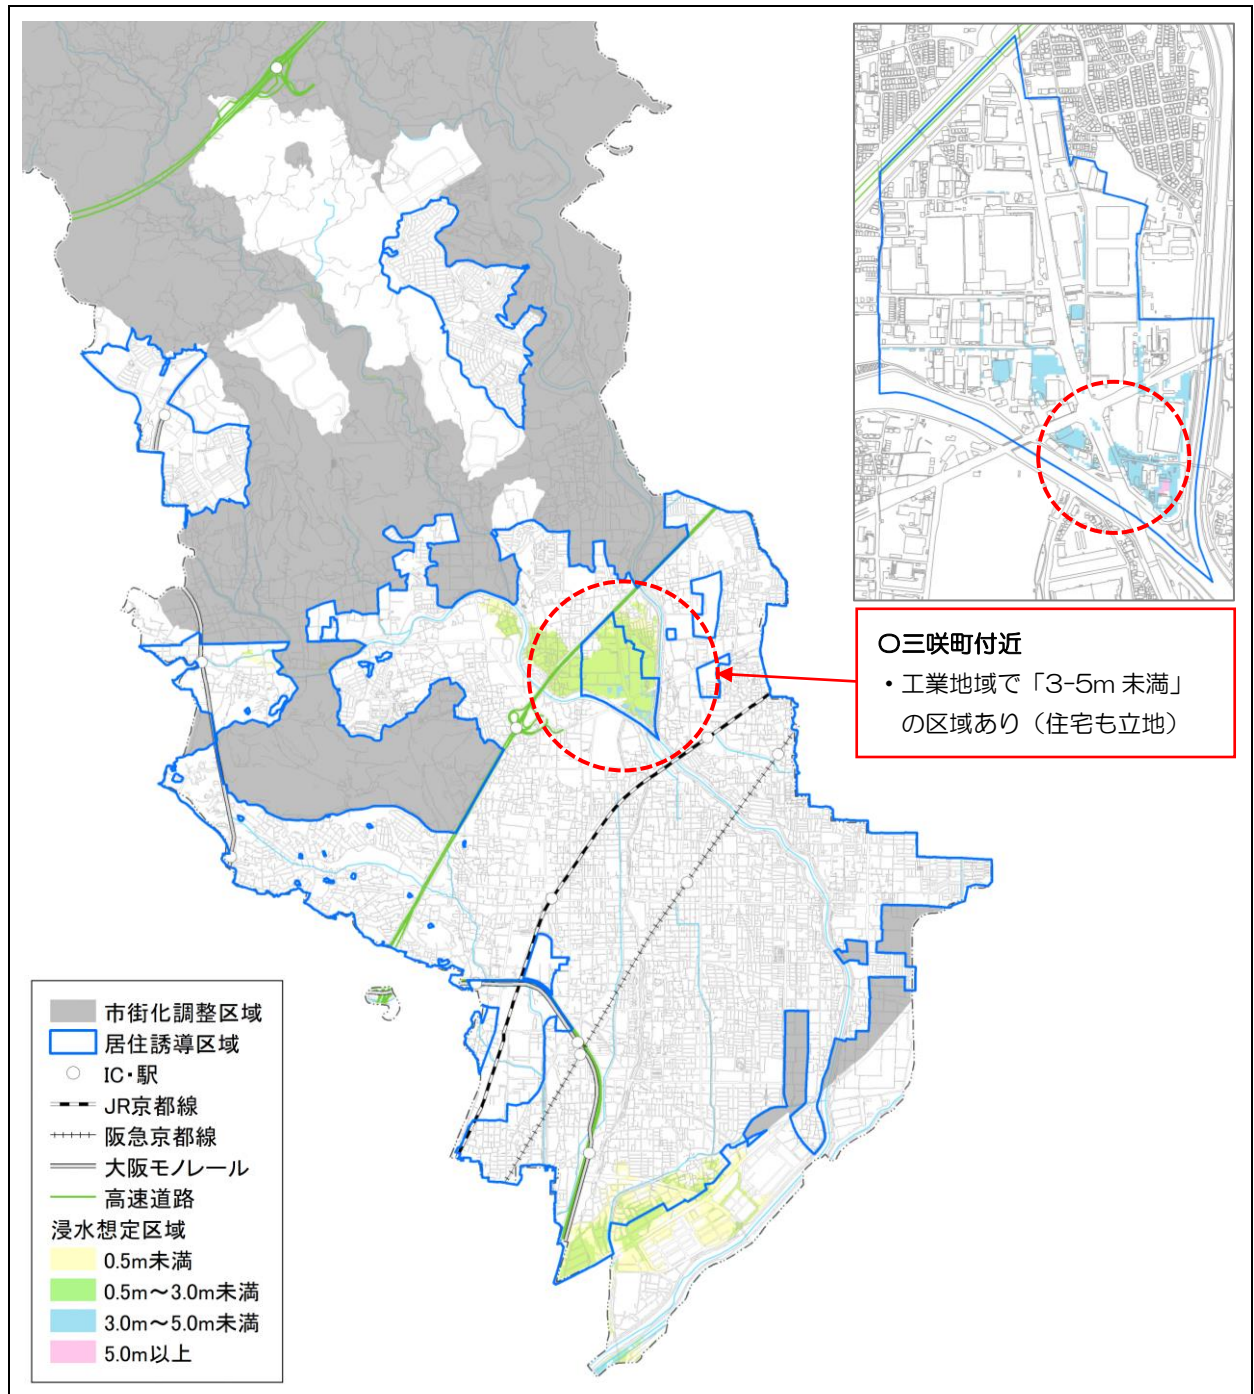 ○三咲町付近
・工業地域で「3-5m 未満」
の区域あり（住宅も立地）
市街化調整区域
居住誘導区域
IC・駅
JR京都線
阪急京都線
大阪モノレール
高速道路
浸水想定区域
0.5m未満
0.5m～3.0m未満
3.0m～5.0m未満
5.0m以上